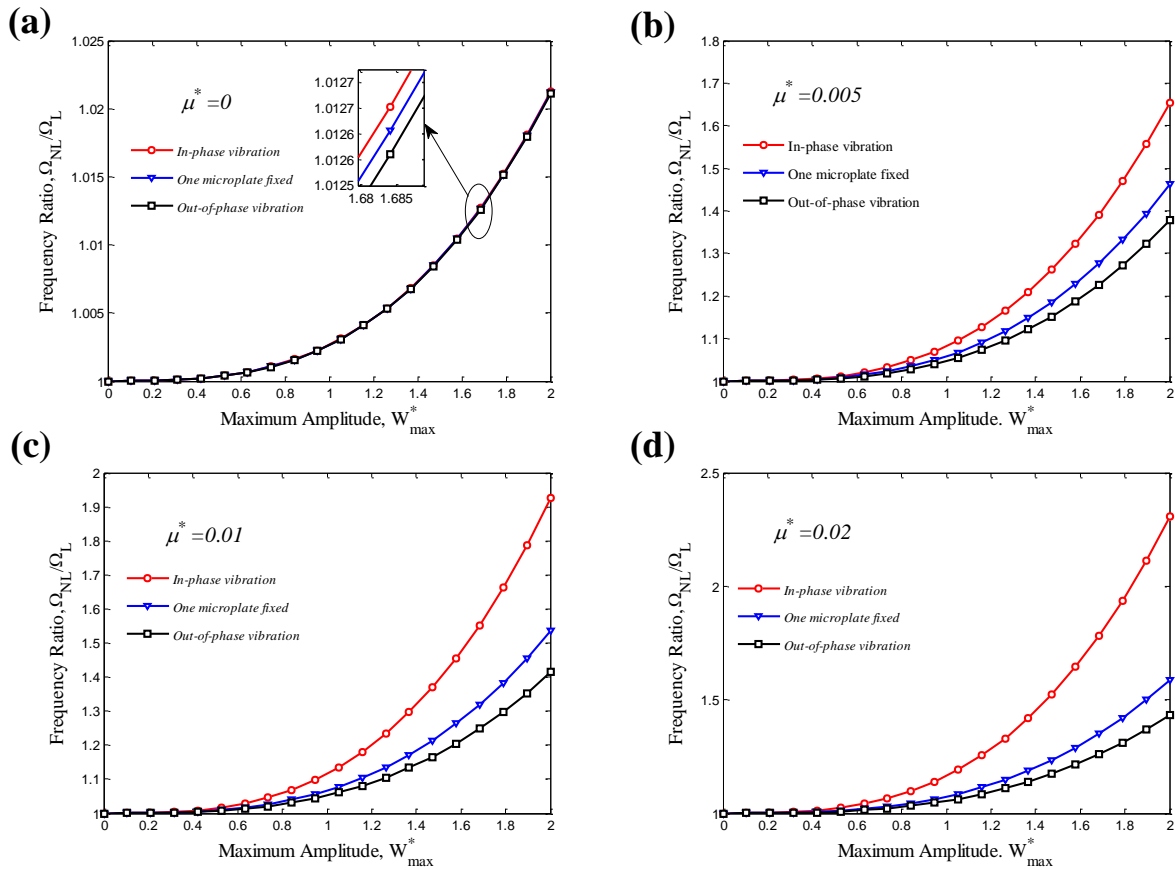 (a)
1.025
1.02
1.015
1.01
1.005
1
Frequency Ratio, Ω_NL/Ω_L
μ* =0
In-phase vibration
One microplate fixed
Out-of-phase vibration
1.0127
1.0127
1.0126
1.0126
1.0125
1.68 1.685
0 0.2 0.4 0.6 0.8 1 1.2 1.4 1.6 1.8 2
Maximum Amplitude, W*_max
(b)
1.8
1.7
1.6
1.5
1.4
1.3
1.2
1.1
1
Frequency Ratio, Ω_NL/Ω_L
μ* =0.005
In-phase vibration
One microplate fixed
Out-of-phase vibration
0 0.2 0.4 0.6 0.8 1 1.2 1.4 1.6 1.8 2
Maximum Amplitude. W*_max
(c)
2
1.9
1.8
1.7
1.6
1.5
1.4
1.3
1.2
1.1
1
Frequency Ratio, Ω_NL/Ω_L
μ* =0.01
In-phase vibration
One microplate fixed
Out-of-phase vibration
0 0.2 0.4 0.6 0.8 1 1.2 1.4 1.6 1.8 2
Maximum Amplitude, W*_max
(d)
2.5
2
1.5
1
Frequency Ratio, Ω_NL/Ω_L
μ* =0.02
In-phase vibration
One microplate fixed
Out-of-phase vibration
0 0.2 0.4 0.6 0.8 1 1.2 1.4 1.6 1.8 2
Maximum Amplitude. W*_max